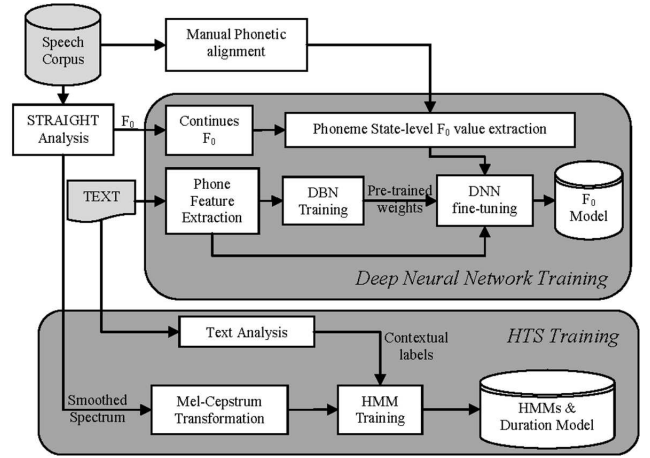 Speech
Corpus
Manual Phonetic
alignment
STRAIGHT
Analysis
F₀
Continues
F₀
Phoneme State-level F₀ value extraction
TEXT
Phone
Feature
Extraction
DBN
Training
Pre-trained
weights
DNN
fine-tuning
F₀
Model
Deep Neural Network Training
HTS Training
Text Analysis
Contextual
labels
Smoothed
Spectrum
Mel-Cepstrum
Transformation
HMM
Training
HMMs &
Duration Model